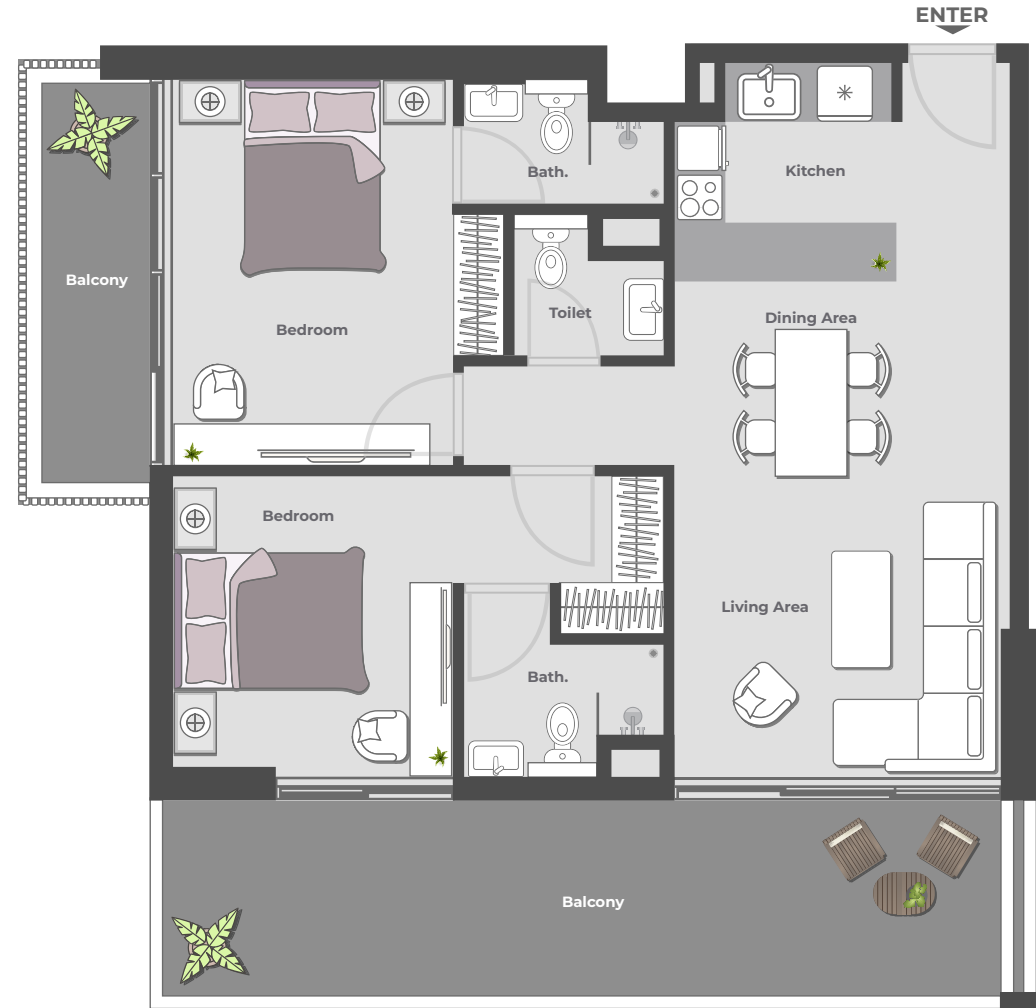 ENTER
Kitchen
Bath.
Balcony
Toilet
Dining Area
Bedroom
Bedroom
Living Area
Bath.
Balcony